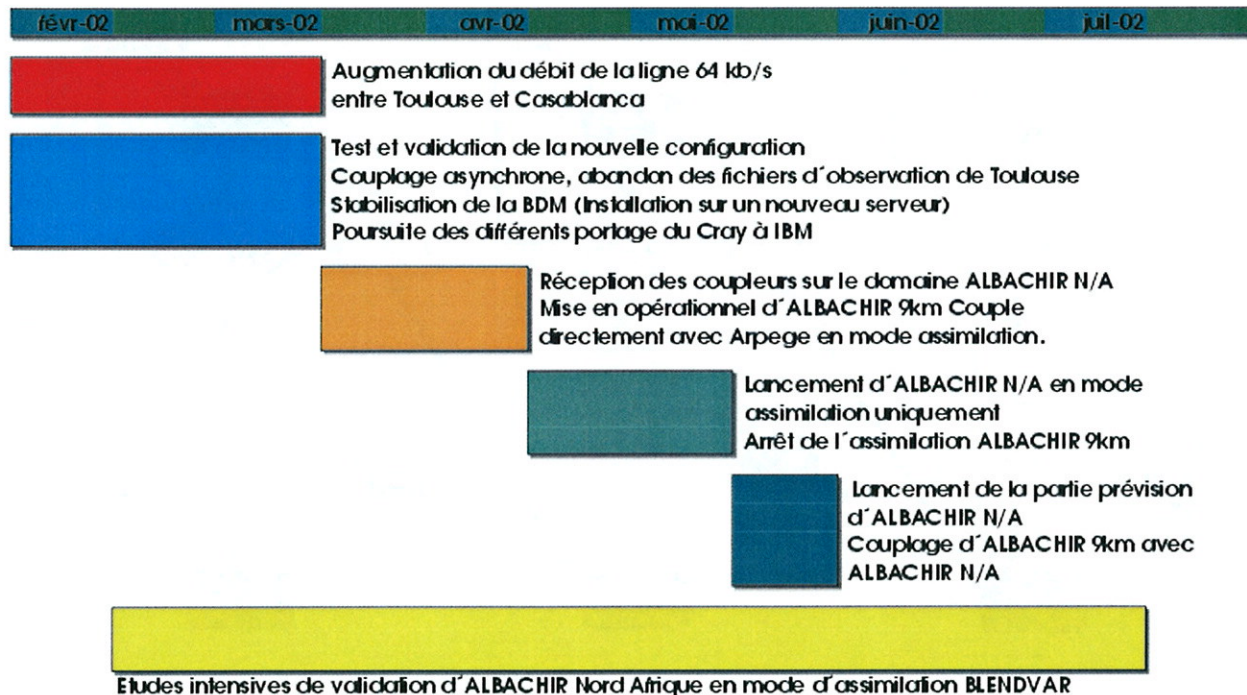 févr-02 mars-02 avr-02 mai-02 juin-02 juil-02
Augmentation du débit de la ligne 64 kb/s
entre Toulouse et Casablanca
Test et validation de la nouvelle configuration
Couplage asynchrone, abandon des fichiers d´observation de Toulouse
Stabilisation de la BDM (Installation sur un nouveau serveur)
Poursuite des différents portage du Cray à IBM
Réception des coupleurs sur le domaine ALBACHIR N/A
Mise en opérationnel d´ALBACHIR 9km Couple
directement avec Arpege en mode assimilation.
Lancement d´ALBACHIR N/A en mode
assimilation uniquement
Arrêt de l´assimilation ALBACHIR 9km
Lancement de la partie prévision
d´ALBACHIR N/A
Couplage d´ALBACHIR 9km avec
ALBACHIR N/A
Etudes intensives de validation d´ALBACHIR Nord Afrique en mode d´assimilation BLENDVAR